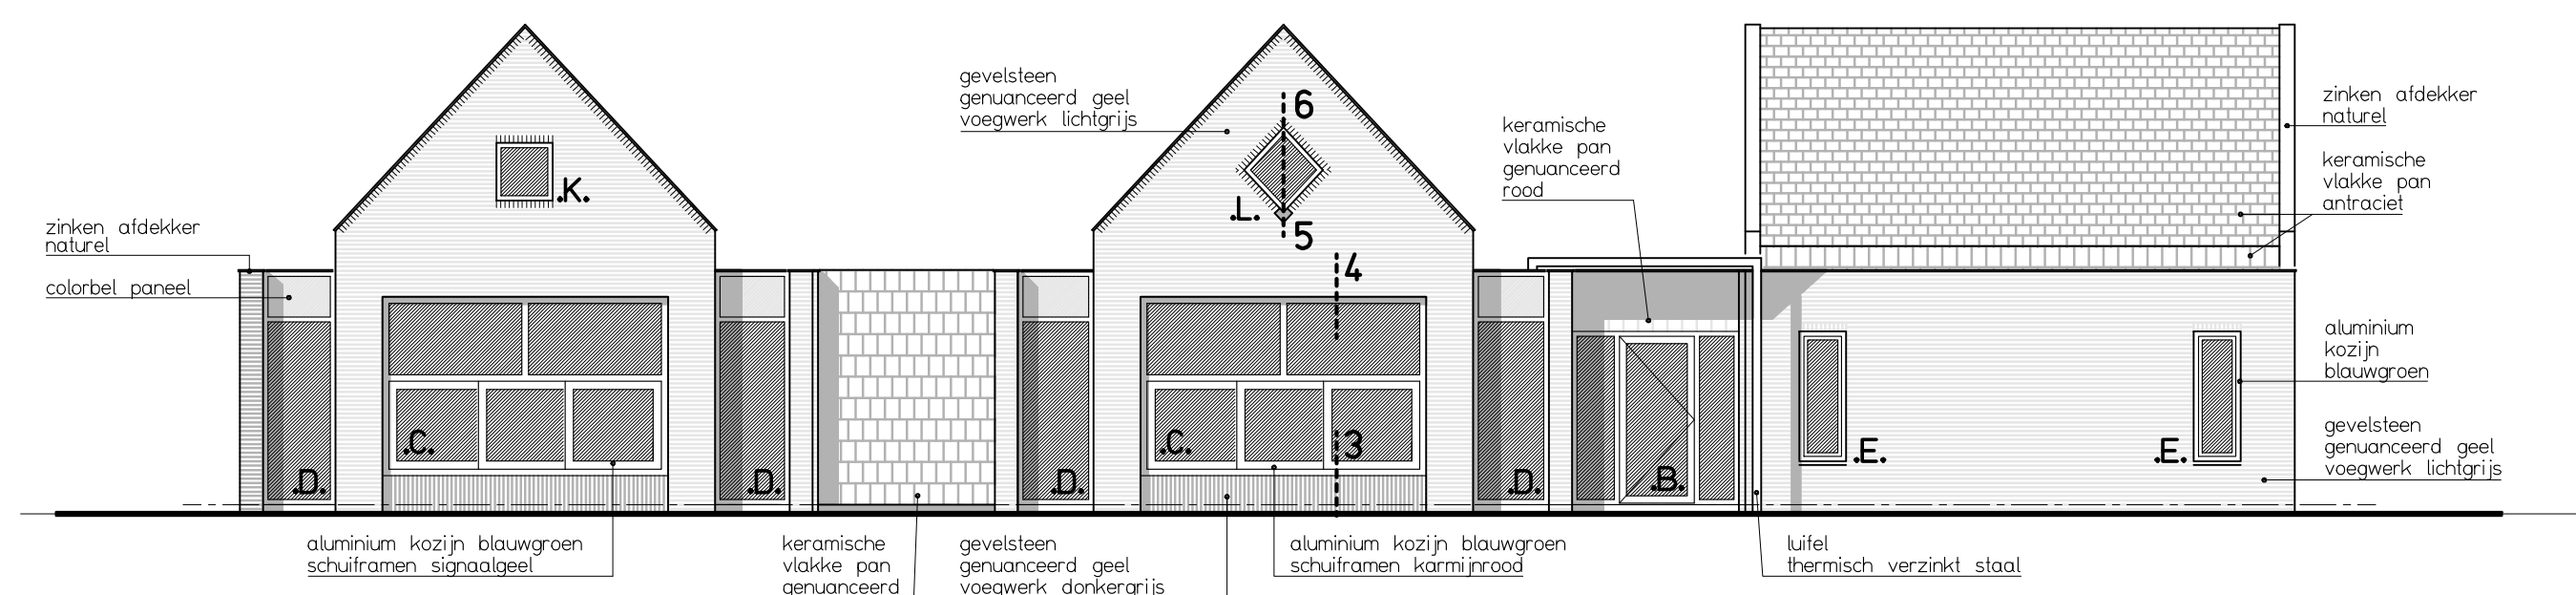 zinken afdekker
naturel
colorbel paneel
.K.
gevelsteen
genuanceerd geel
voegwerk lichtgrijs
6
.L.
5
4
keramische
vlakke pan
genuanceerd
rood
zinken afdekker
naturel
keramische
vlakke pan
antraciet
aluminium
kozijn
blauwgroen
gevelsteen
genuanceerd geel
voegwerk lichtgrijs
.D.
.C.
.D.
.D.
.C.
3
.D.
.B.
.E.
.E.
aluminium kozijn blauwgroen
schuiframen signaalgeel
keramische
vlakke pan
genuanceerd
gevelsteen
genuanceerd geel
voegwerk donkergrijs
aluminium kozijn blauwgroen
schuiframen karmijnrood
luifel
thermisch verzinkt staal